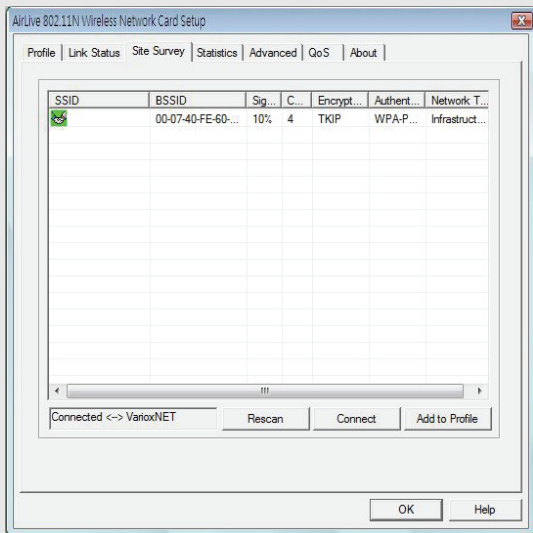 AirLive 802.11N Wireless Network Card Setup
Profile Link Status Site Survey Statistics Advanced QoS About
SSID BSSID Sig... C... Encrypt... Authent... Network T...
00-07-40-FE-60-... 10% 4 TKIP WPA-P... Infrastruct...
Connected <--> VarioxNET Rescan Connect Add to Profile
OK Help